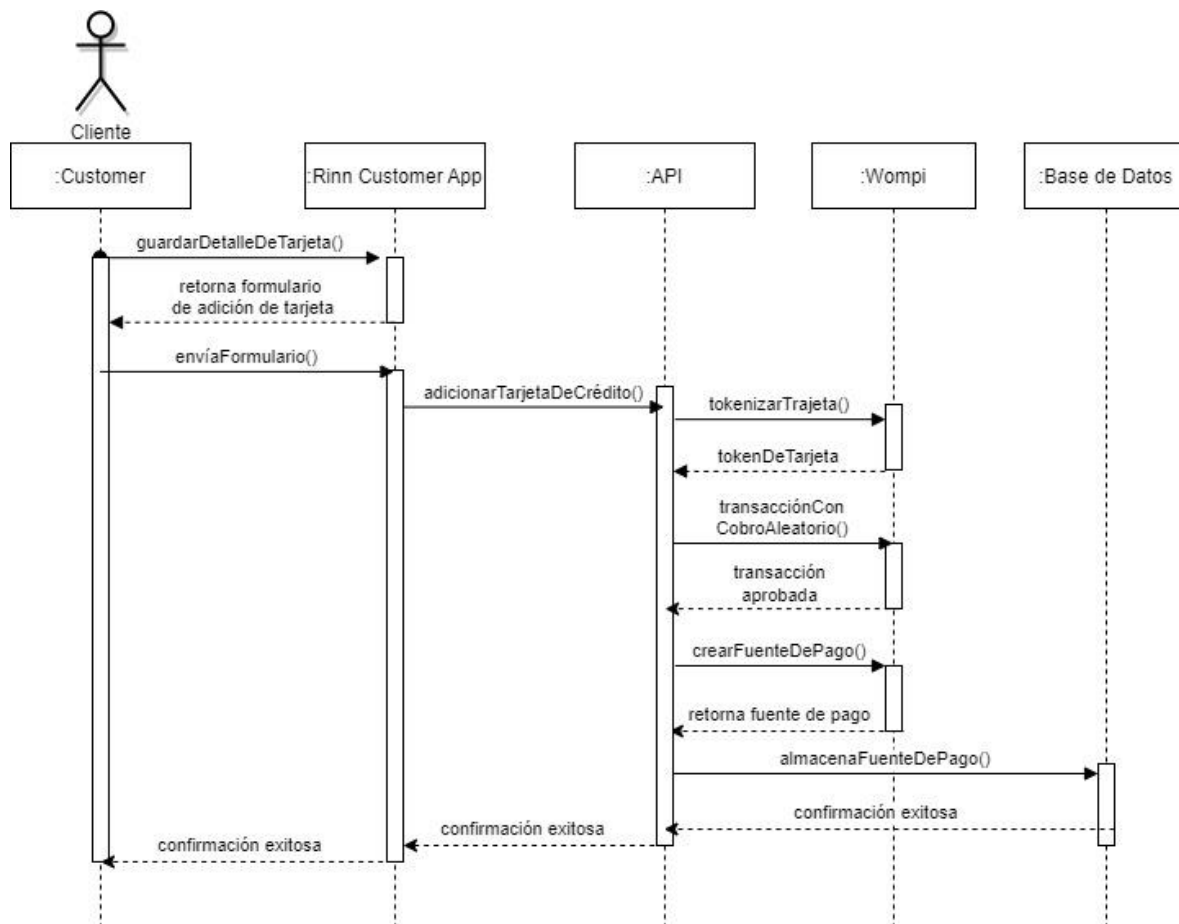 Cliente
:Customer
:Rinn Customer App
:API
:Wompi
:Base de Datos
guardarDetalleDeTarjeta()
retorna formulario
de adición de tarjeta
envíaFormulario()
adicionarTarjetaDeCrédito()
tokenizarTrajeta()
tokenDeTarjeta
transacciónCon
CobroAleatorio()
transacción
aprobada
crearFuenteDePago()
retorna fuente de pago
almacenaFuenteDePago()
confirmación exitosa
confirmación exitosa
confirmación exitosa